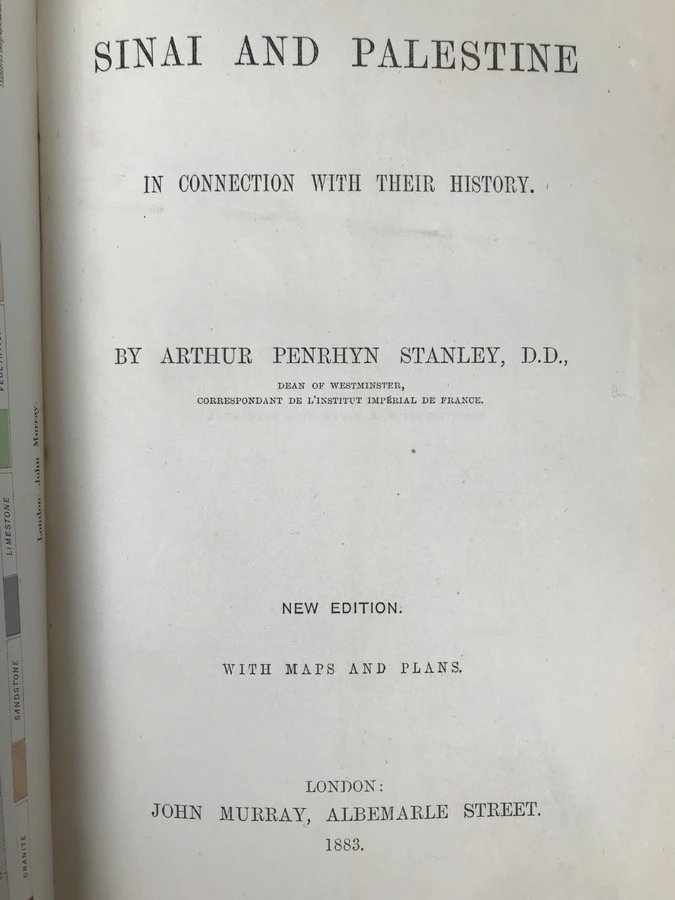 SINAI AND PALESTINE
IN CONNECTION WITH THEIR HISTORY.
BY ARTHUR PENRHYN STANLEY, D.D.,
DEAN OF WESTMINSTER,
CORRESPONDANT DE L'INSTITUT IMPÉRIAL DE FRANCE.
NEW EDITION.
WITH MAPS AND PLANS.
LONDON:
JOHN MURRAY, ALBEMARLE STREET.
1883.
London John Murray.
LIMESTONE
SANDSTONE
GRANITE